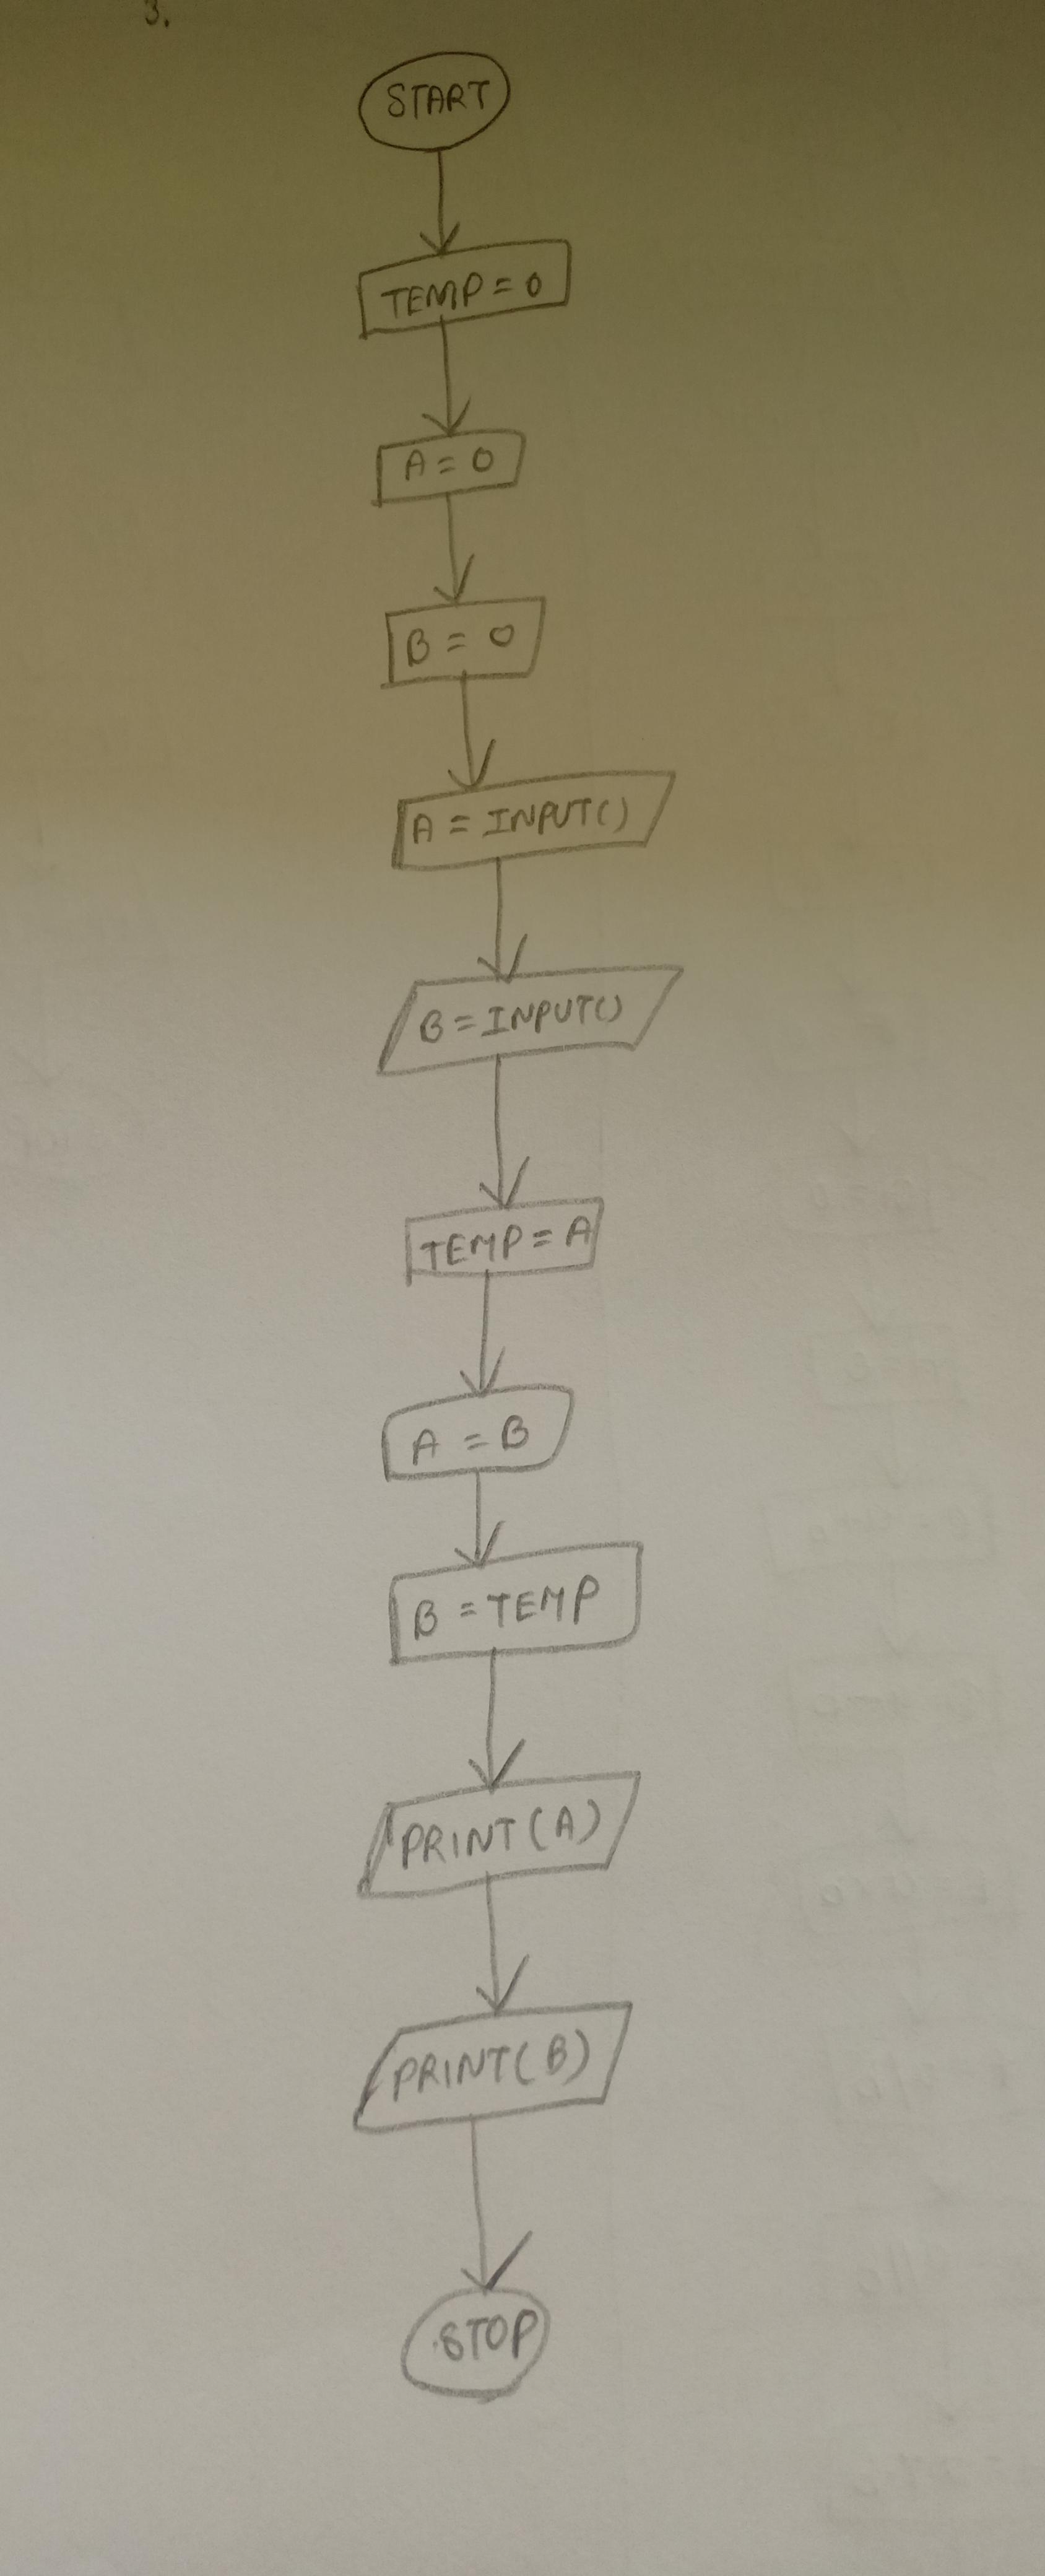 3.
START
TEMP = 0
A = 0
B = 0
A = INPUT()
B = INPUT()
TEMP = A
A = B
B = TEMP
PRINT(A)
PRINT(B)
STOP